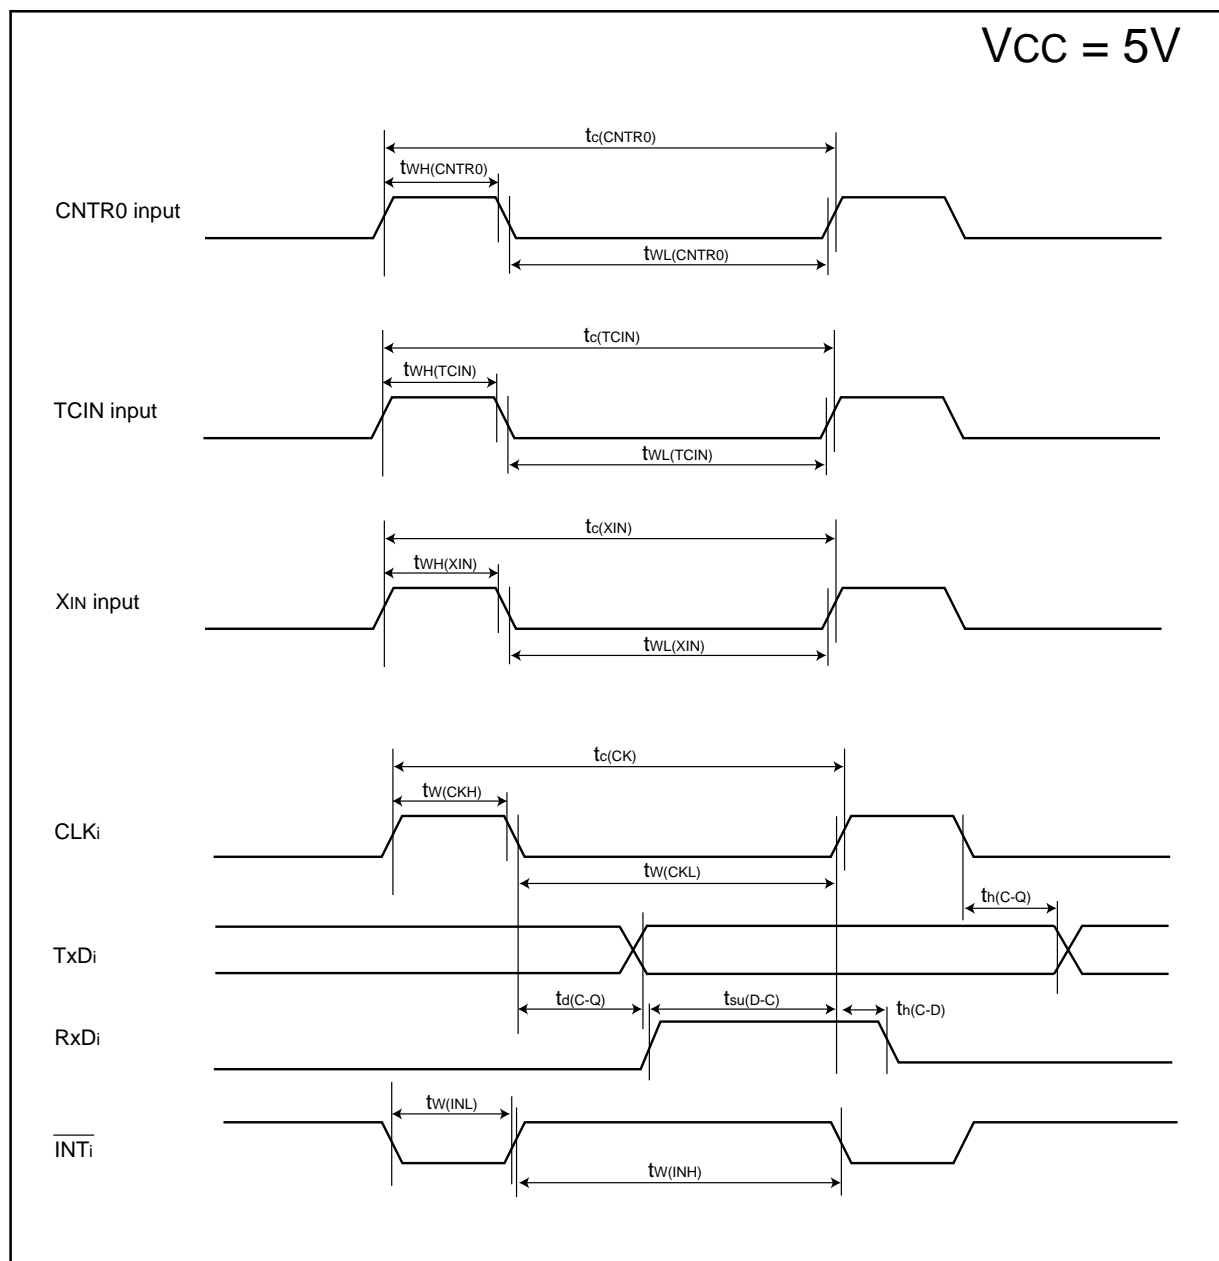 VCC = 5V
tc(CNTR0)
tWH(CNTR0)
CNTR0 input
tWL(CNTR0)
tc(TCIN)
tWH(TCIN)
TCIN input
tWL(TCIN)
tc(XIN)
tWH(XIN)
XIN input
tWL(XIN)
tc(CK)
tW(CKH)
CLKi
tW(CKL)
th(C-Q)
TxDi
td(C-Q)
tsu(D-C)
th(C-D)
RxDi
tW(INL)
INTi
tW(INH)